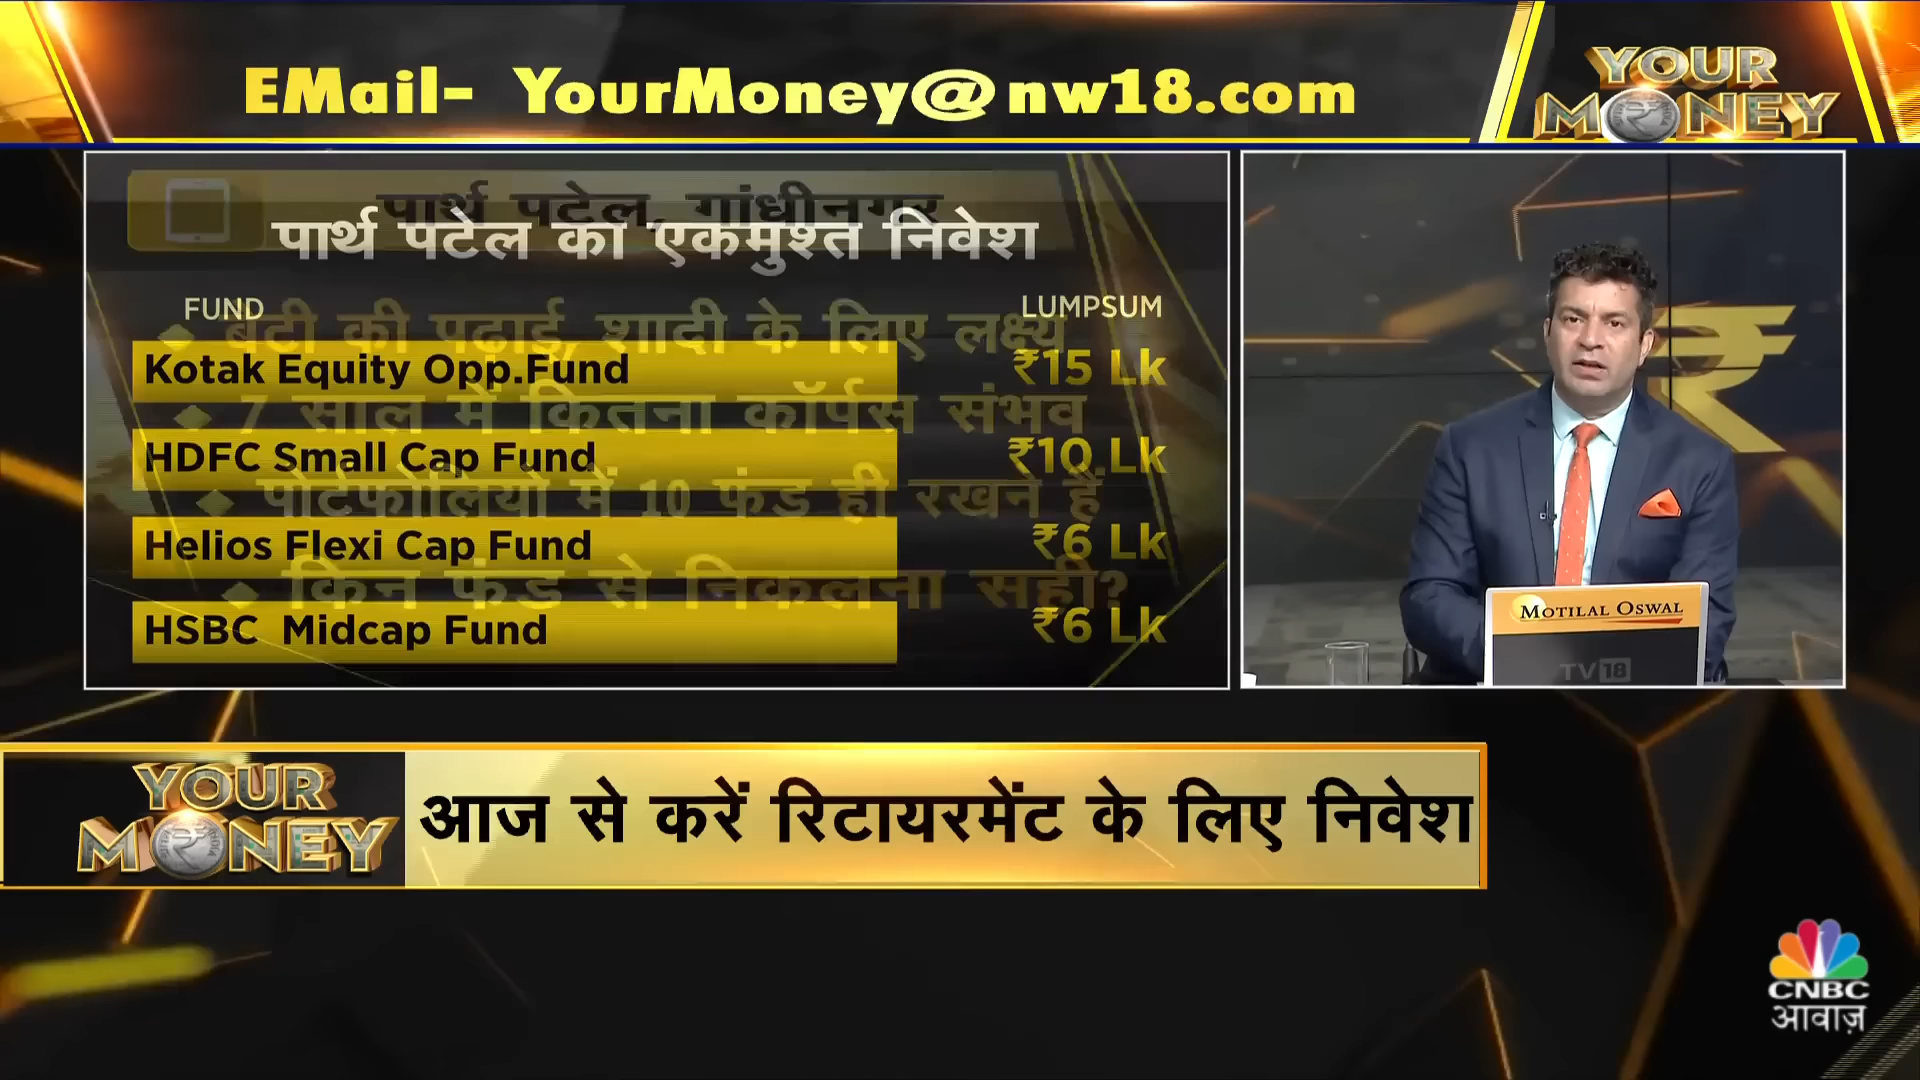 EMail- YourMoney@nw18.com
YOUR
MONEY
पार्थ पटेल, गांधीनगर
पार्थ पटेल का एकमुश्त निवेश
FUND LUMPSUM
बेटी की पढ़ाई, शादी के लिए लक्ष्य
Kotak Equity Opp.Fund ₹15 Lk
7 साल में कितना कॉर्पस संभव
HDFC Small Cap Fund ₹10 Lk
पोर्टफोलियो में 10 फंड ही रखने हैं
Helios Flexi Cap Fund ₹6 Lk
किन फंड से निकलना सही?
HSBC Midcap Fund ₹6 Lk
MOTILAL OSWAL
TV18
YOUR
MONEY
आज से करें रिटायरमेंट के लिए निवेश
CNBC
आवाज़